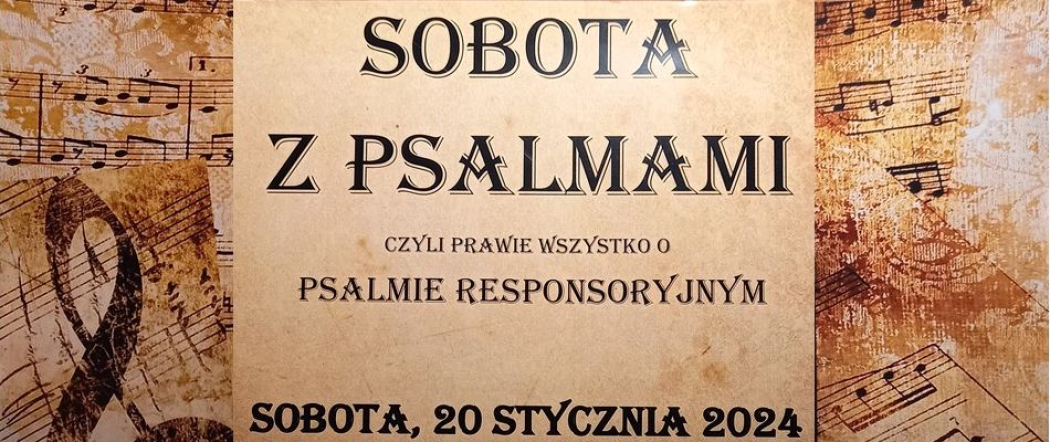 SOBOTA
Z PSALMAMI
CZYLI PRAWIE WSZYSTKO O
PSALMIE RESPONSORYJNYM
SOBOTA, 20 STYCZNIA 2024